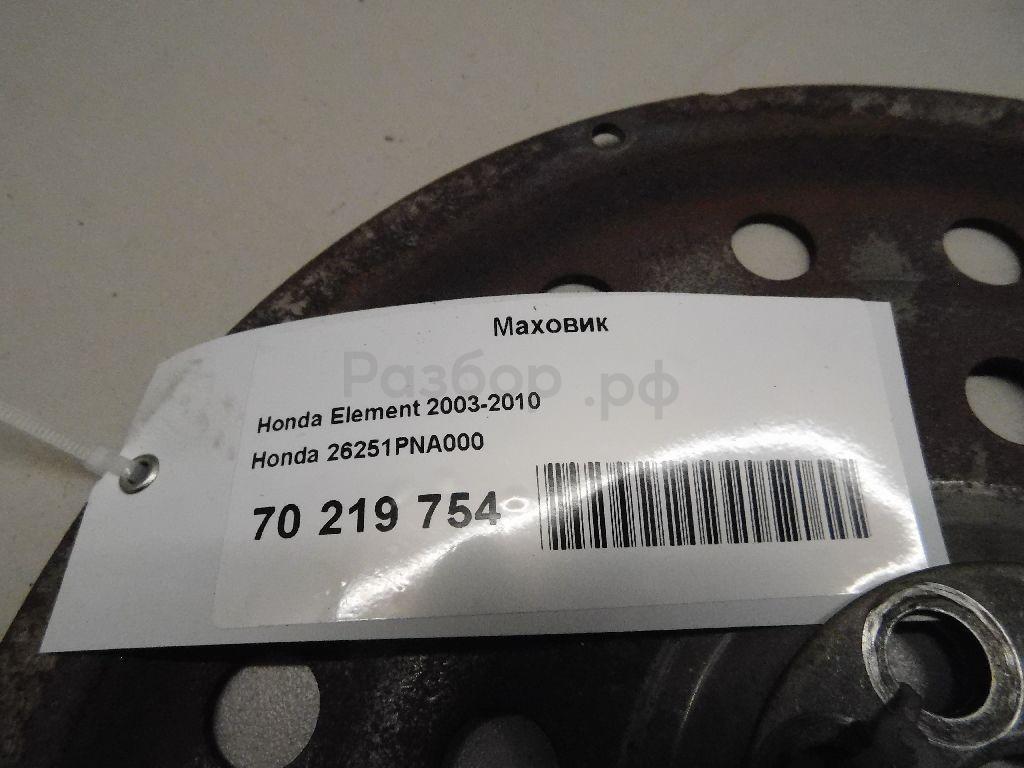 Маховик
Разбор.рф
Honda Element 2003-2010
Honda 26251PNA000
70 219 754